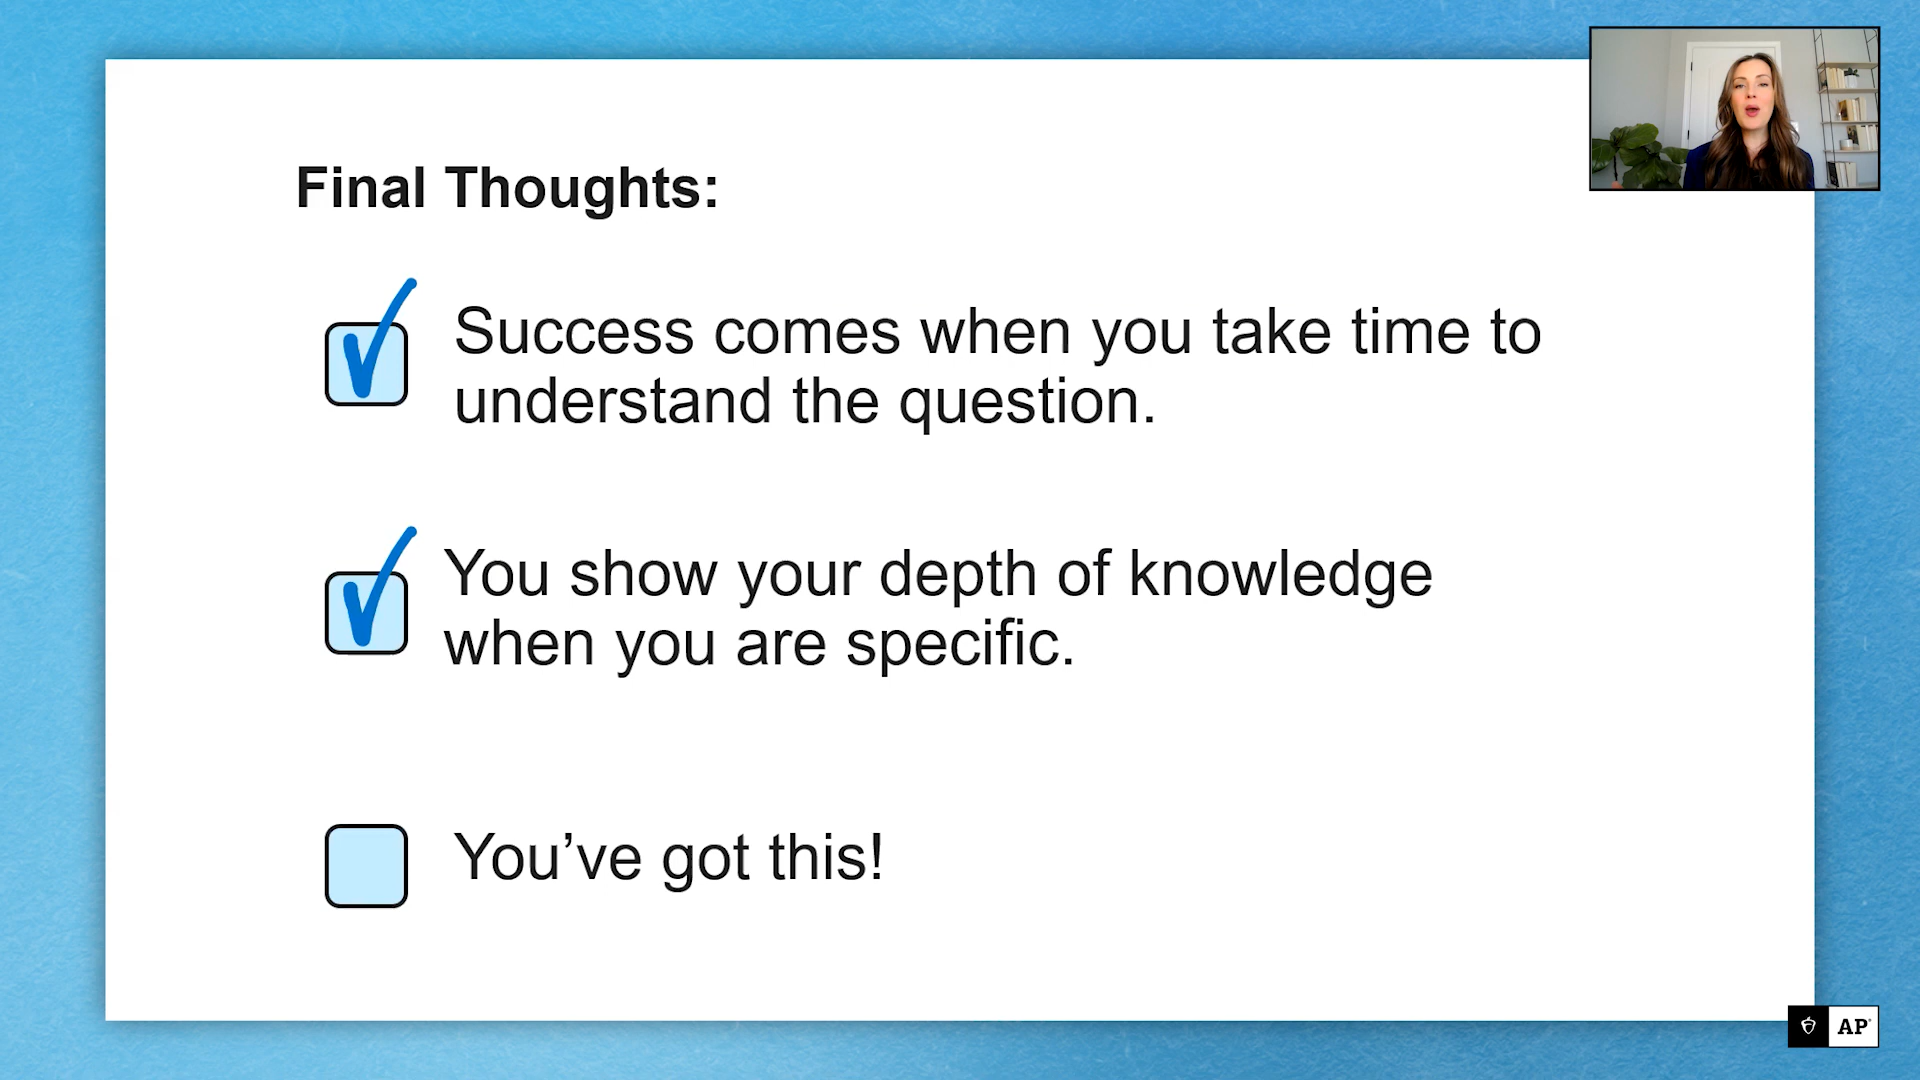 Final Thoughts:
Success comes when you take time to
understand the question.
You show your depth of knowledge
when you are specific.
You’ve got this!
AP